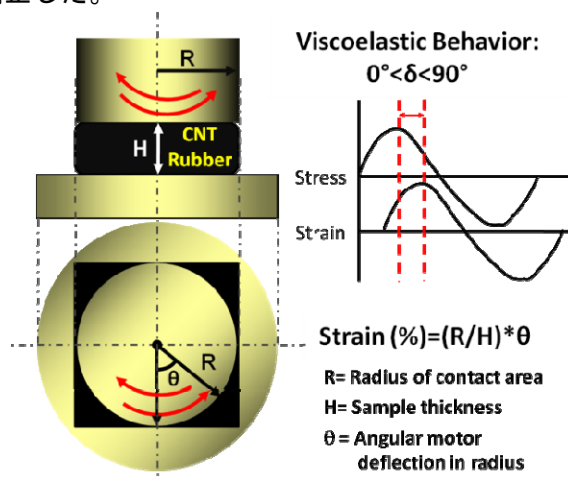 R
H
CNT
Rubber
R
θ
Viscoelastic Behavior:
0°<δ<90°
Stress
Strain
Strain (%)=(R/H)*θ
R= Radius of contact area
H= Sample thickness
θ = Angular motor
deflection in radius